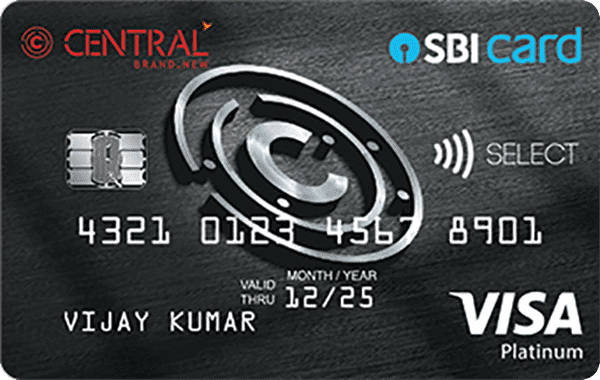 CENTRAL
BRAND.NEW
SBI card
SELECT
4321 0123 4567 8901
MONTH / YEAR
VALID THRU 12/25
VIJAY KUMAR
VISA
Platinum